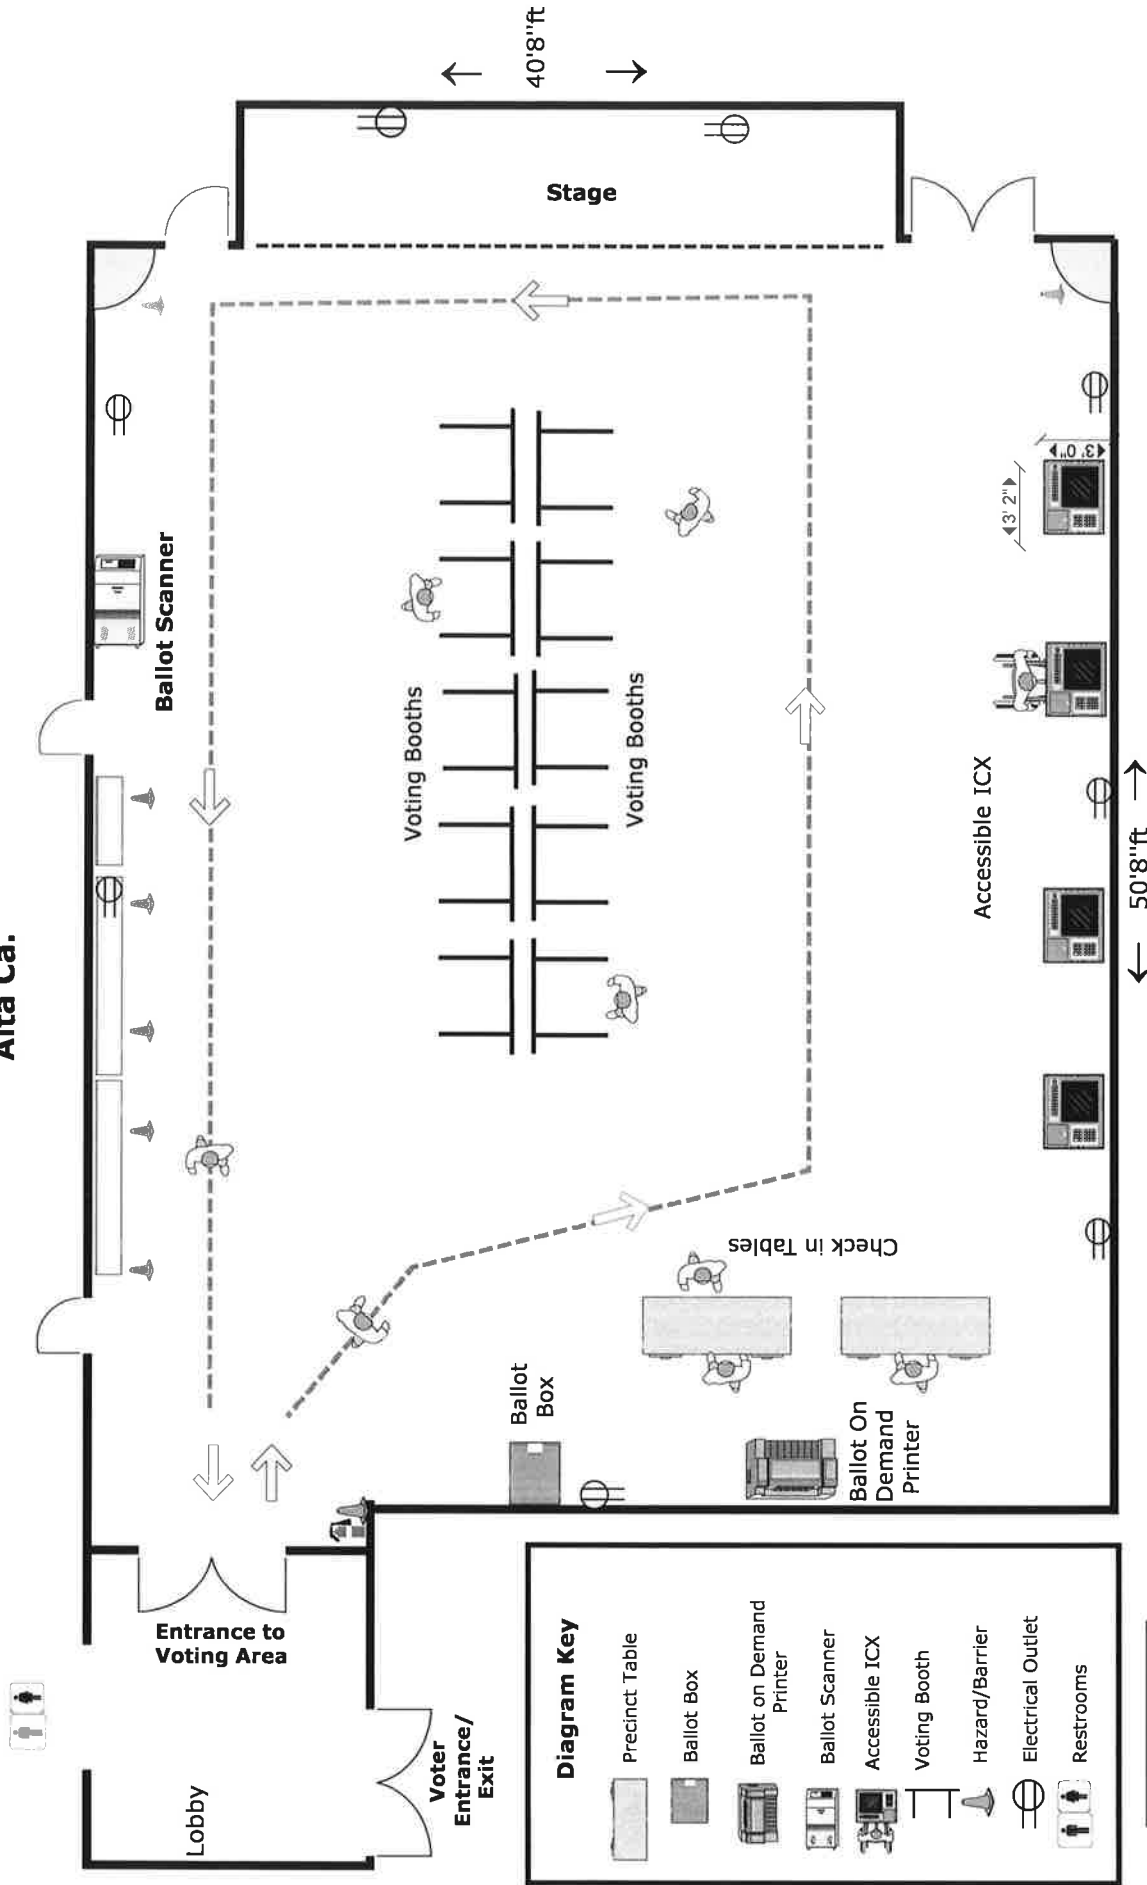 Alta Ca.
40'8"ft
Stage
Ballot Scanner
Voting Booths
Voting Booths
3' 0"
3' 2"
Accessible ICX
50'8"ft
Check in Tables
Ballot
Box
Ballot On
Demand
Printer
Entrance to
Voting Area
Lobby
Voter
Entrance/
Exit
Diagram Key
Precinct Table
Ballot Box
Ballot on Demand
Printer
Ballot Scanner
Accessible ICX
Voting Booth
Hazard/Barrier
Electrical Outlet
Restrooms